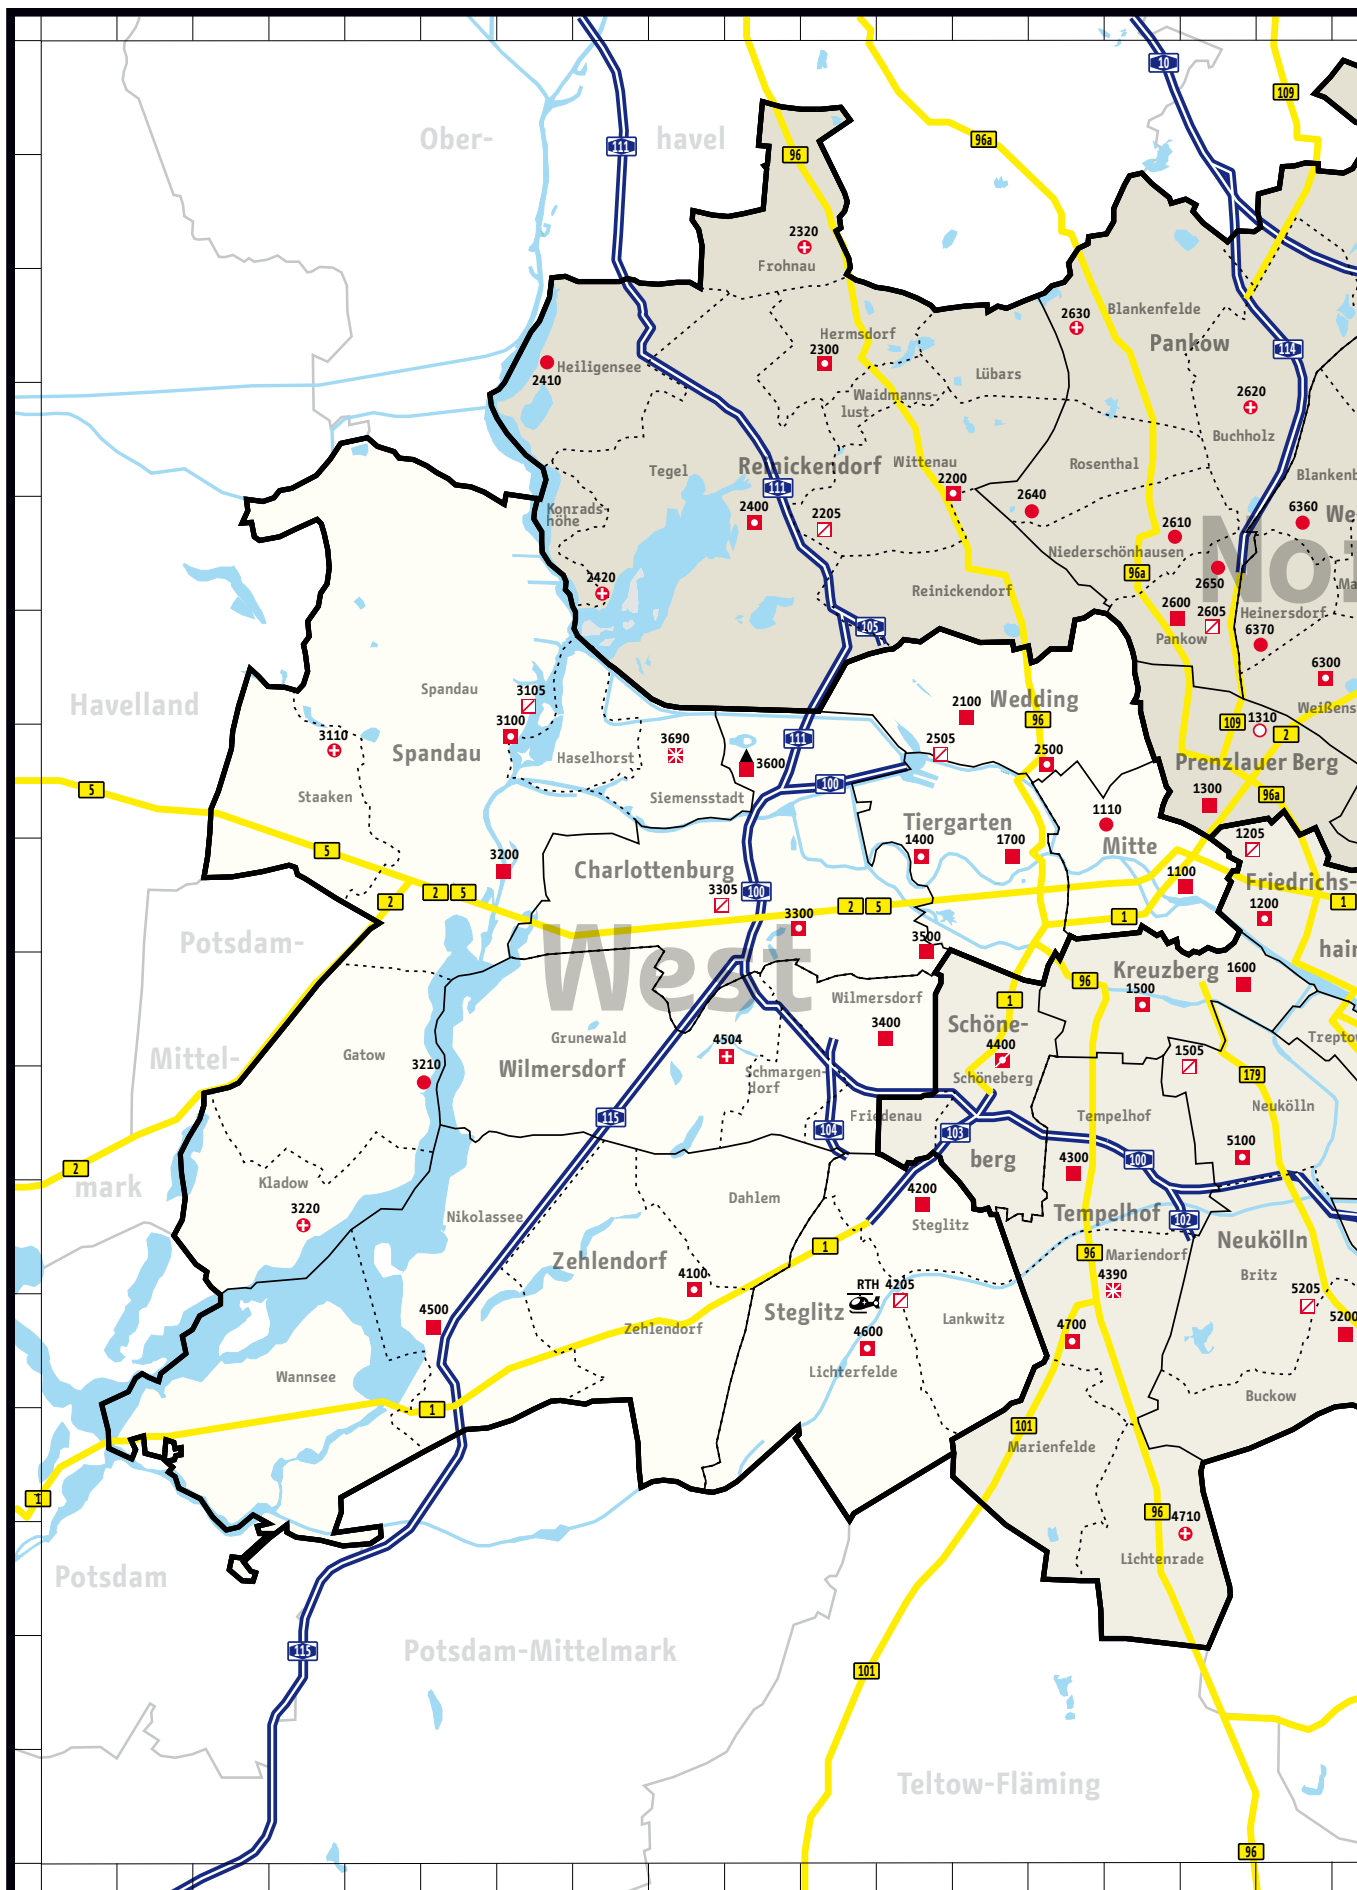 10
109
Ober-
havel
111
96a
96
2320
Frohnau
2630
Blankenfelde
Hermsdorf
Pankow
114
2300
Heiligensee
2410
Lübars
Waidmanns-
lust
2620
Buchholz
Tegel
Reinickendorf
Wittenau
Rosenthal
Blankenb
111
2200
2640
Konrads-
höhe
2400
2205
6360
We
2610
Nor
Niederschönhausen
2420
96a
2650
Ma
Reinickendorf
2600
2605
Heinersdorf
105
Pankow
6370
6300
Spandau
3105
Wedding
Havelland
2100
Weißens
3100
96
109
1310
2
3110
3690
111
2505
2500
Spandau
Haselhorst
3600
Prenzlauer Berg
5
100
Staaken
Siemensstadt
96a
1300
1110
Tiergarten
1205
5
1400
1700
Mitte
3200
Charlottenburg
1100
Friedrichs-
2
5
2
100
3305
2
5
1
1200
1
3300
West
3500
Potsdam-
hain
Kreuzberg
1600
96
1500
Wilmersdorf
1
Schöne-
Grunewald
3400
Treptow
Mittel-
Gatow
4504
4400
1505
Wilmersdorf
Schmargen-
dorf
Schöneberg
179
3210
115
Friedenau
Tempelhof
Neukölln
104
103
berg
100
5100
2
4300
mark
Kladow
4200
Dahlem
3220
Nikolassee
Steglitz
Tempelhof
102
Neukölln
1
96
Mariendorf
Zehlendorf
4100
RTH
4205
4390
Britz
5205
Steglitz
4500
Lankwitz
4700
5200
Zehlendorf
4600
Wannsee
Lichterfelde
Buckow
1
101
Marienfelde
1
96
4710
Potsdam
Lichtenrade
115
Potsdam-Mittelmark
101
Teltow-Fläming
96